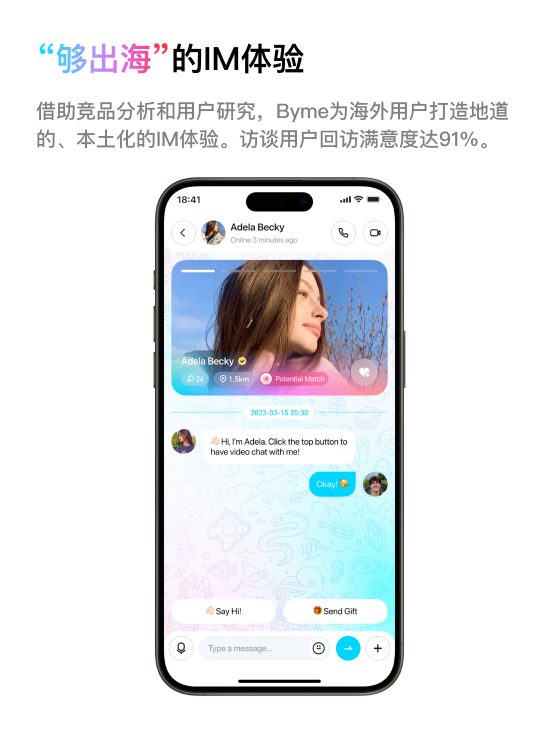 “够出海”的IM体验
借助竞品分析和用户研究，Byme为海外用户打造地道
的、本土化的IM体验。访谈用户回访满意度达91%。
18:41
Adela Becky
Online 3 minutes ago
Adela Becky
24 1.5km Potential Match
2023-03-15 20:30
👋🏻 Hi, I'm Adela. Click the top button to
have video chat with me!
Okay! 🥰
👋🏻 Say Hi! 🎁 Send Gift
Type a message...